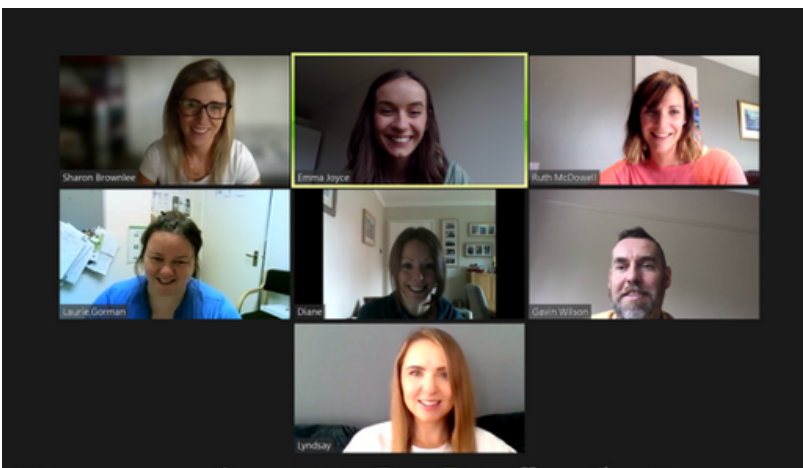 Sharon Brownlee
Emma Joyce
Ruth McDowell
Laurie.Gorman
Diane
Gavin Wilson
Lyndsay